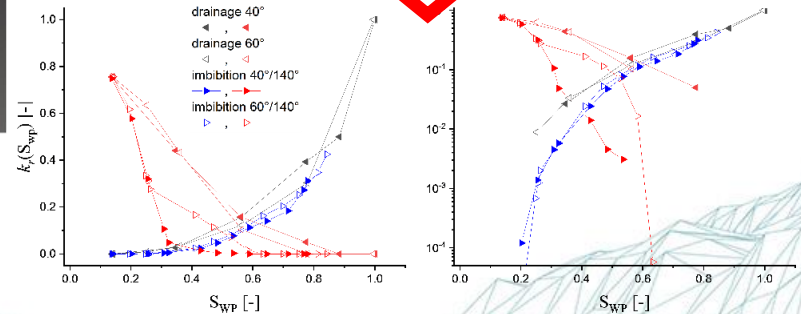 drainage 40°
,
drainage 60°
,
imbibition 40°/140°
,
imbibition 60°/140°
,
kr(Swp) [-]
1.0
0.8
0.6
0.4
0.2
0.0
0.0 0.2 0.4 0.6 0.8 1.0
SWP [-]
10-1
10-2
10-3
10-4
0.0 0.2 0.4 0.6 0.8 1.0
SWP [-]